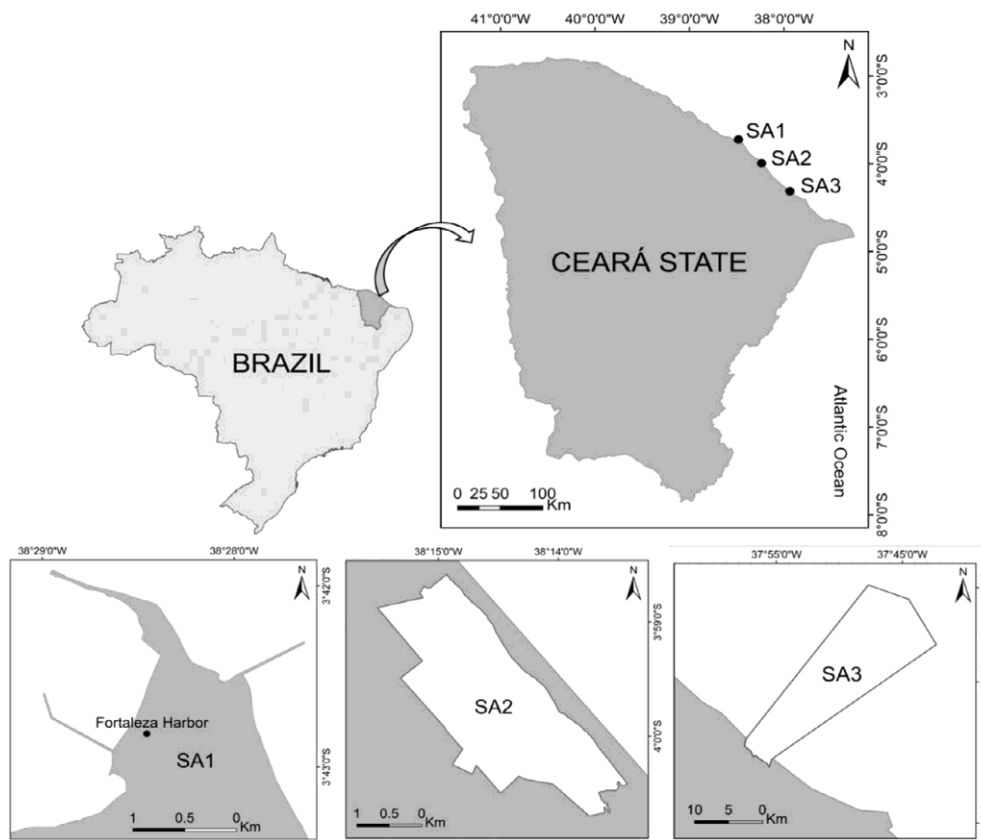 41°0'0"W 40°0'0"W 39°0'0"W 38°0'0"W
N
3°0'0"S
SA1
SA2
4°0'0"S
SA3
CEARÁ STATE
5°0'0"S
BRAZIL
6°0'0"S
Atlantic Ocean
7°0'0"S
0 25 50 100
Km
8°0'0"S
38°29'0"W 38°28'0"W
N
3°42'0"S
Fortaleza Harbor
SA1
3°43'0"S
1 0.5 0
Km
38°15'0"W 38°14'0"W
N
3°59'0"S
SA2
4°0'0"S
1 0.5 0
Km
37°55'0"W 37°45'0"W
N
SA3
10 5 0
Km